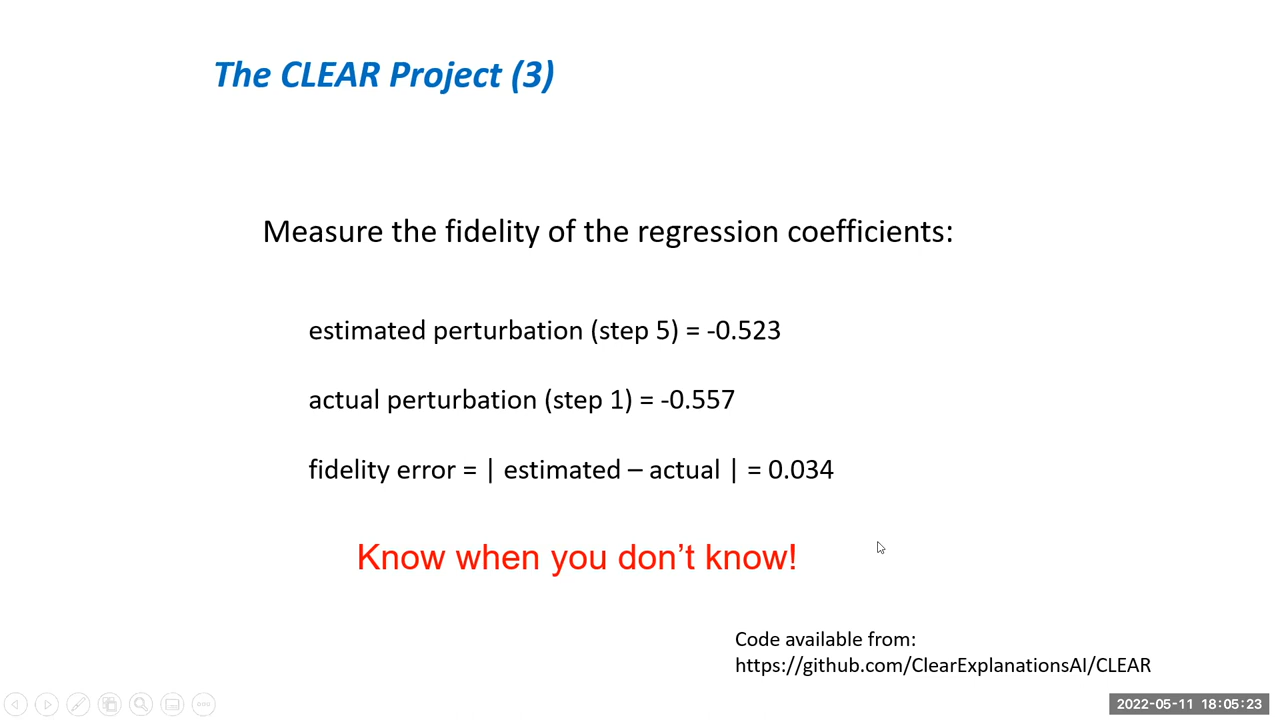 The CLEAR Project (3)
Measure the fidelity of the regression coefficients:
estimated perturbation (step 5) = -0.523
actual perturbation (step 1) = -0.557
fidelity error = | estimated – actual | = 0.034
Know when you don’t know!
Code available from:
https://github.com/ClearExplanationsAI/CLEAR
2022-05-11 18:05:23